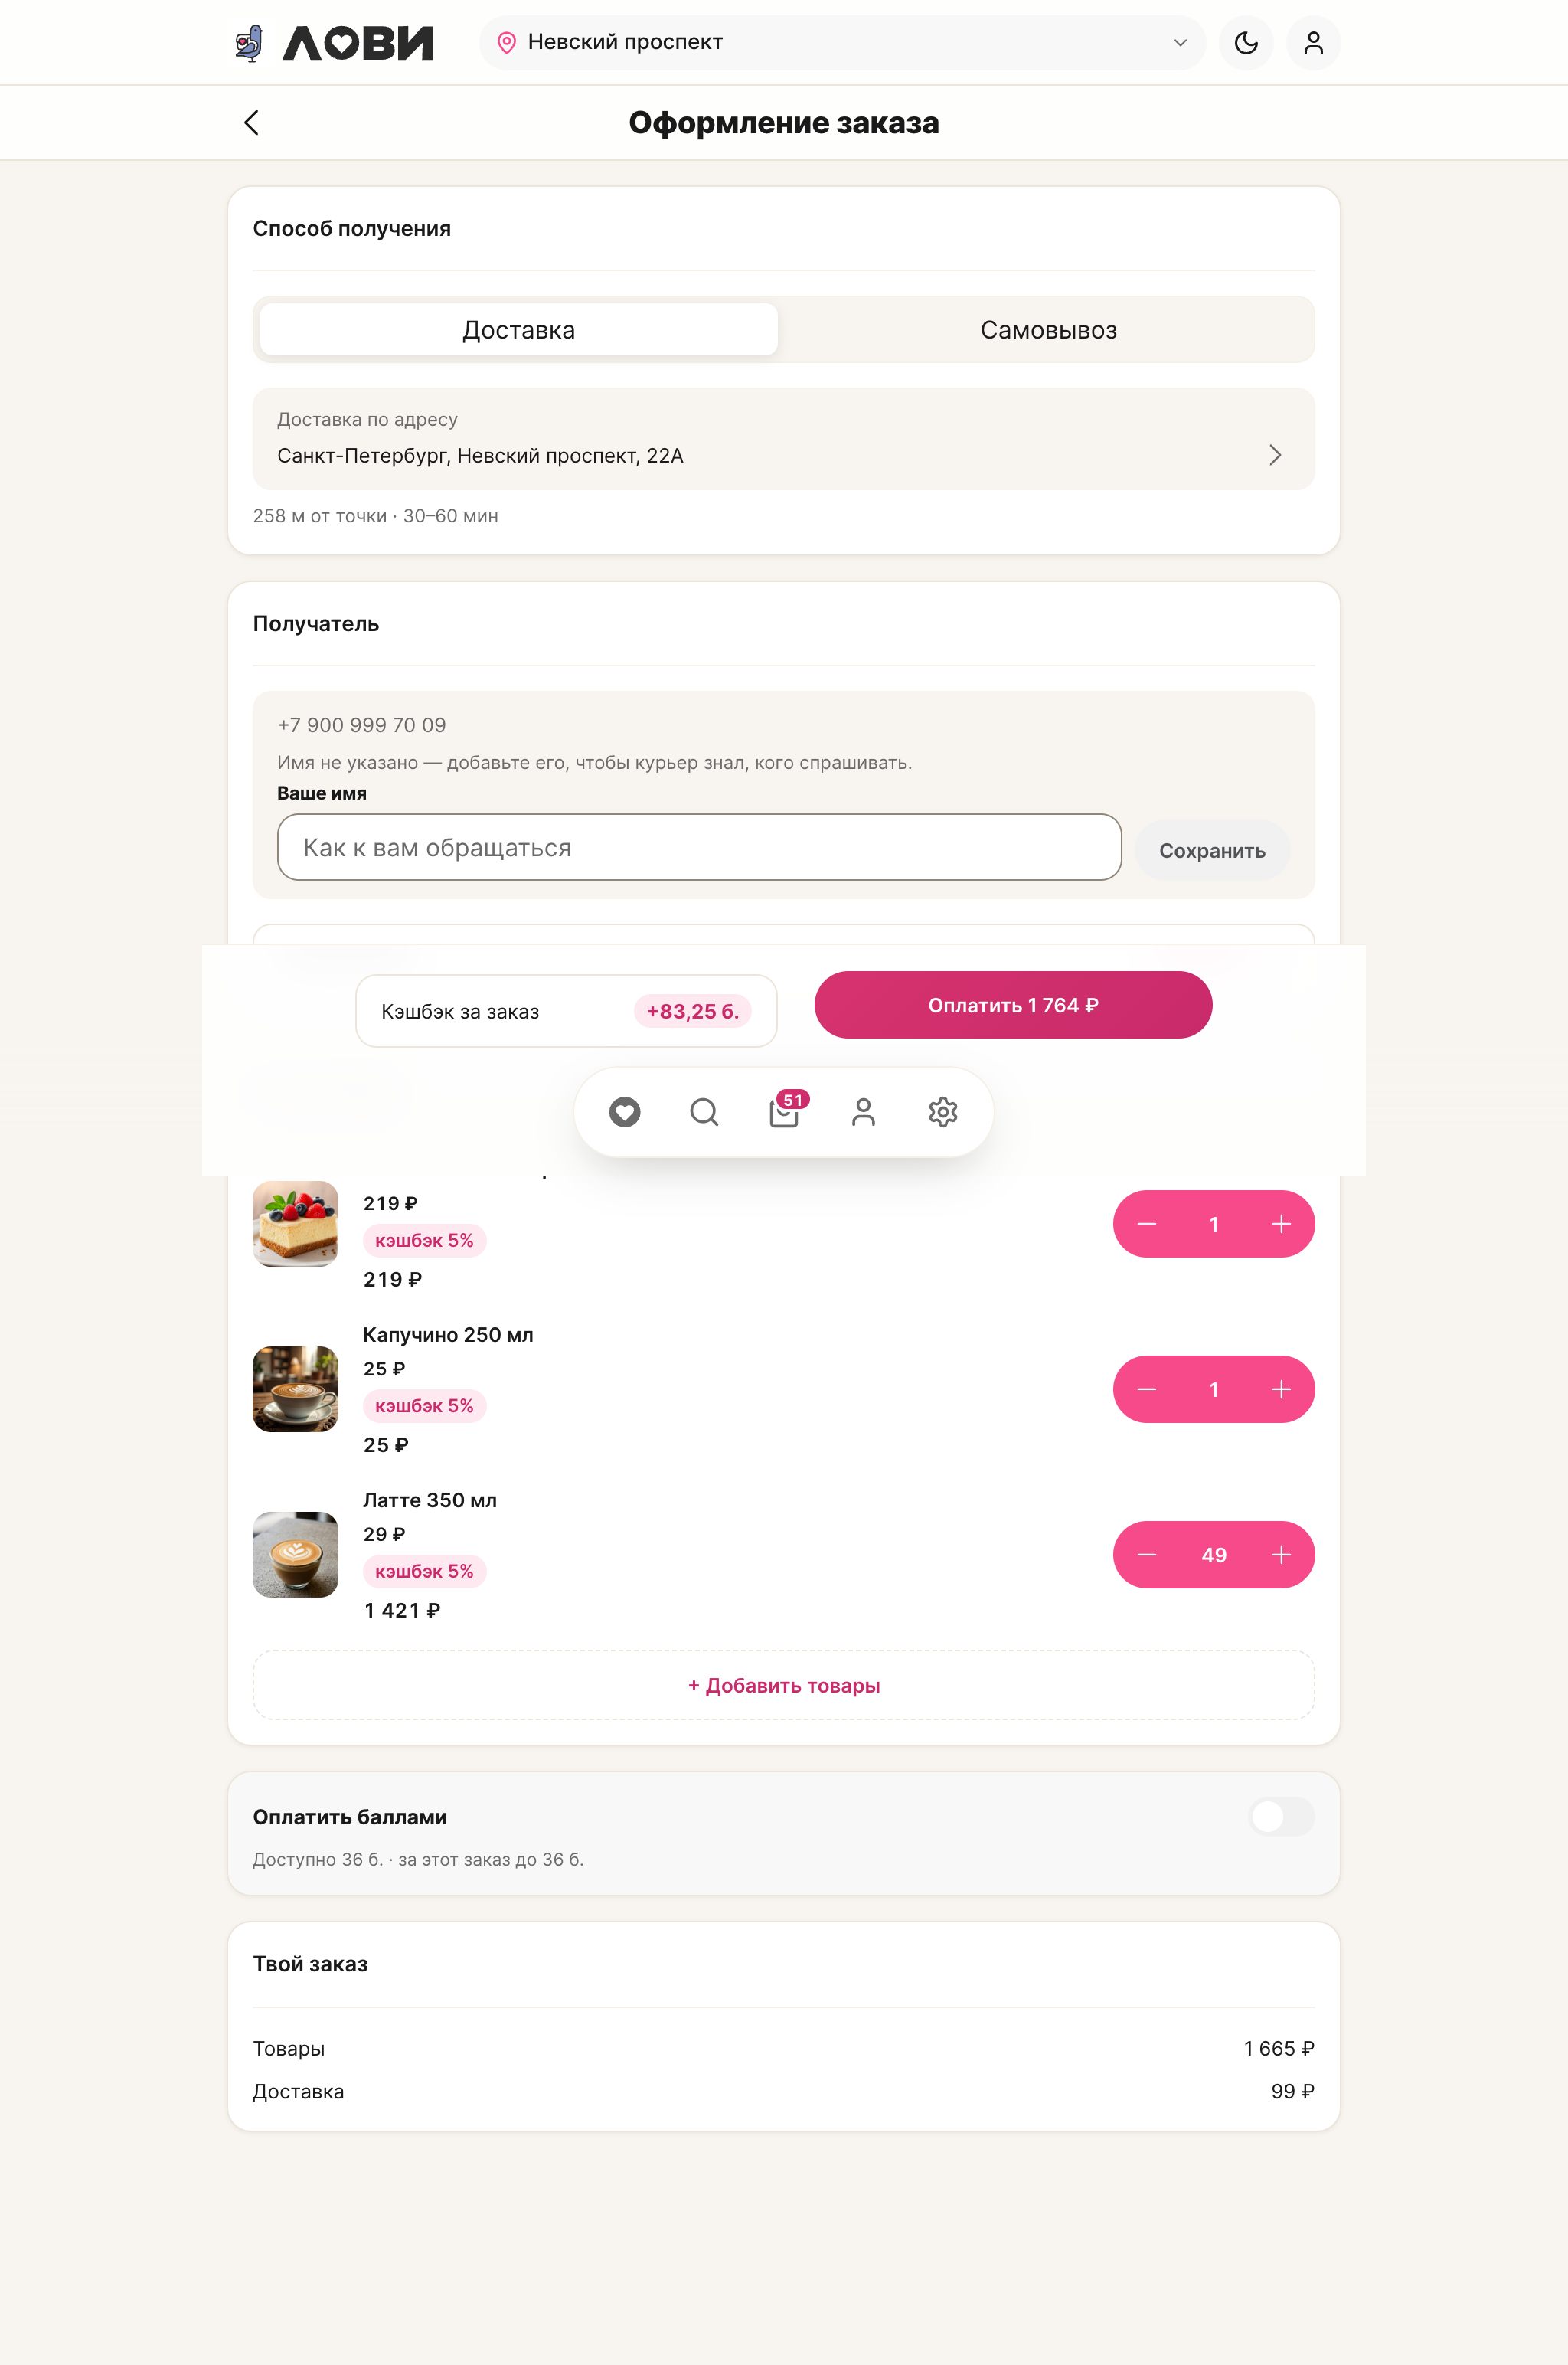 ЛОВИ
Невский проспект
Оформление заказа
Способ получения
Доставка
Самовывоз
Доставка по адресу
Санкт-Петербург, Невский проспект, 22А
258 м от точки · 30–60 мин
Получатель
+7 900 999 70 09
Имя не указано — добавьте его, чтобы курьер знал, кого спрашивать.
Ваше имя
Как к вам обращаться
Сохранить
Кэшбэк за заказ
+83,25 б.
Оплатить 1 764 ₽
51
219 ₽
кэшбэк 5%
219 ₽
1
Капучино 250 мл
25 ₽
кэшбэк 5%
25 ₽
1
Латте 350 мл
29 ₽
кэшбэк 5%
1 421 ₽
49
+ Добавить товары
Оплатить баллами
Доступно 36 б. · за этот заказ до 36 б.
Твой заказ
Товары
1 665 ₽
Доставка
99 ₽